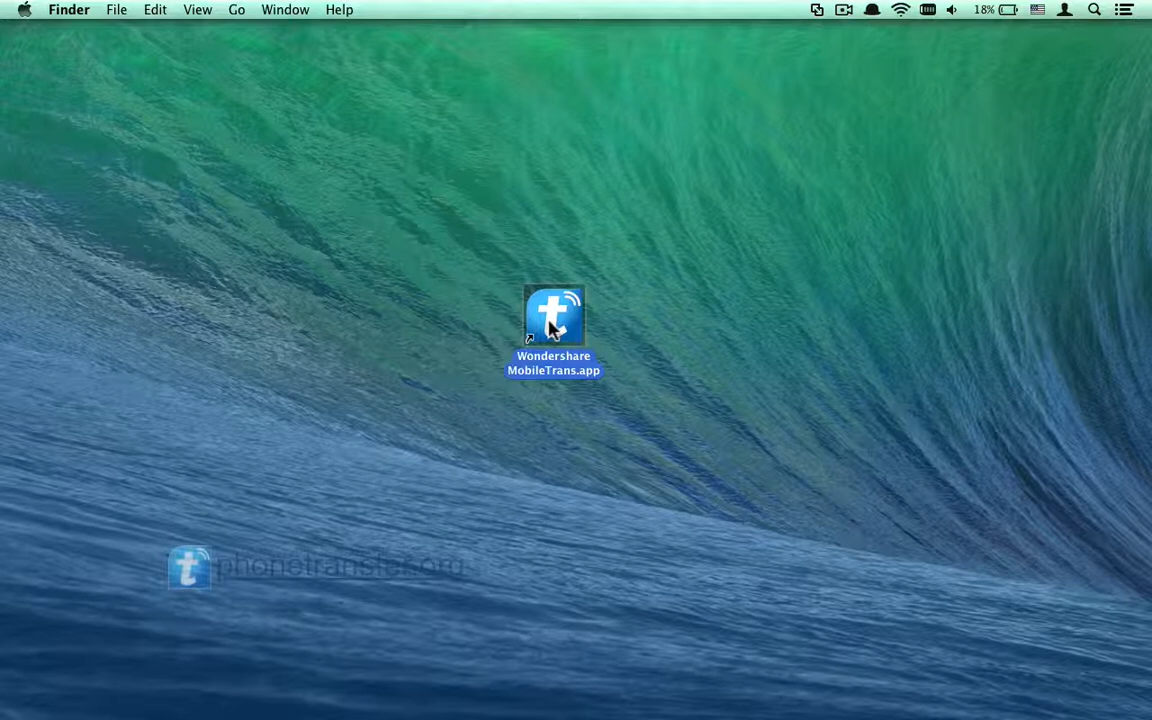 Finder File Edit View Go Window Help 18%
Wondershare
MobileTrans.app
phonetransfer.org